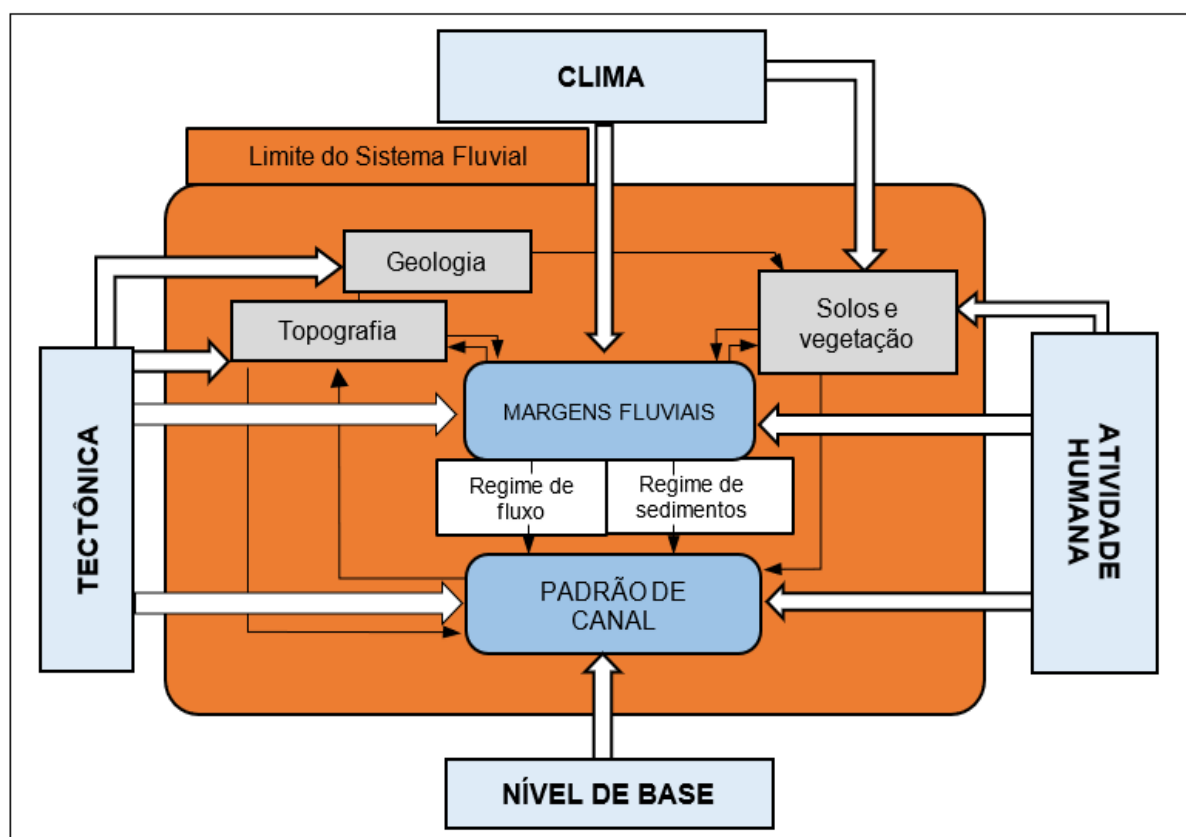 CLIMA
Limite do Sistema Fluvial
Geologia
Topografia
Solos e
vegetação
TECTÔNICA
MARGENS FLUVIAIS
ATIVIDADE
HUMANA
Regime de
fluxo
Regime de
sedimentos
PADRÃO DE
CANAL
NÍVEL DE BASE